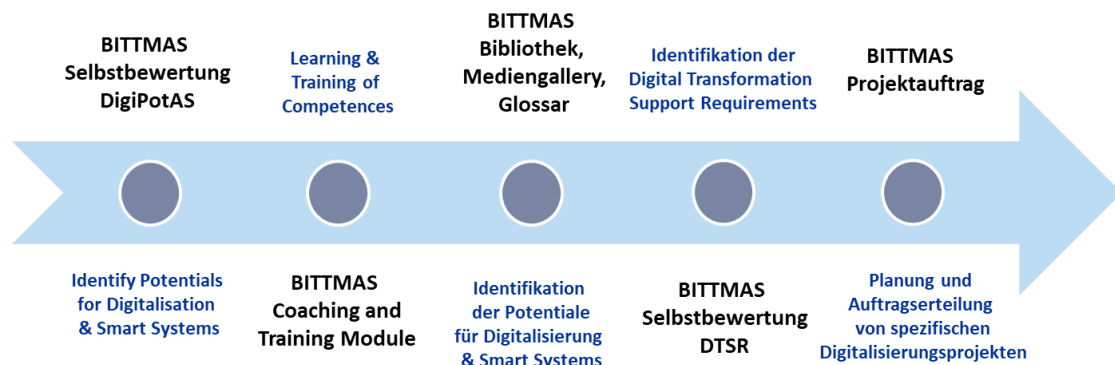 BITTMAS
Selbstbewertung
DigiPotAS
Learning &
Training of
Competences
BITTMAS
Bibliothek,
Mediengallery,
Glossar
Identifikation der
Digital Transformation
Support Requirements
BITTMAS
Projektauftrag
Identify Potentials
for Digitalisation
& Smart Systems
BITTMAS
Coaching and
Training Module
Identifikation
der Potentiale
für Digitalisierung
& Smart Systems
BITTMAS
Selbstbewertung
DTSR
Planung und
Auftragserteilung
von spezifischen
Digitalisierungsprojekten